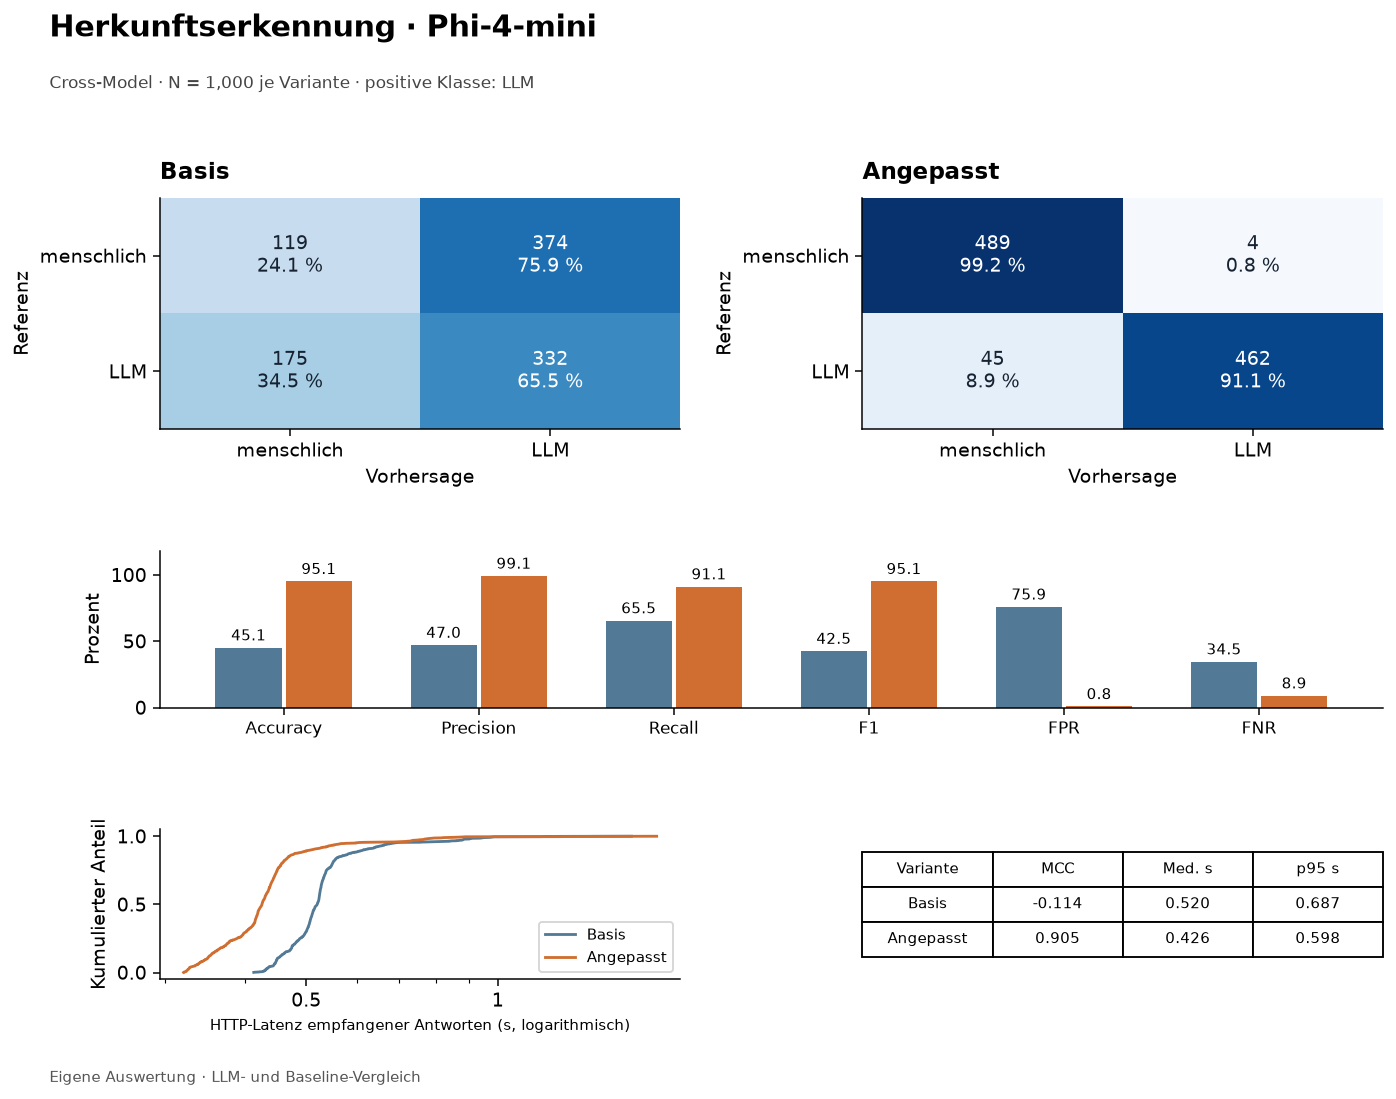 Herkunftserkennung · Phi-4-mini
Cross-Model · N = 1,000 je Variante · positive Klasse: LLM
Basis
Referenz
menschlich
119
24.1 %
374
75.9 %
LLM
175
34.5 %
332
65.5 %
menschlich LLM
Vorhersage
Angepasst
Referenz
menschlich
489
99.2 %
4
0.8 %
LLM
45
8.9 %
462
91.1 %
menschlich LLM
Vorhersage
Prozent
100
50
0
45.1 95.1
47.0 99.1
65.5 91.1
42.5 95.1
75.9 0.8
34.5 8.9
Accuracy Precision Recall F1 FPR FNR
Kumulierter Anteil
1.0
0.5
0.0
Basis
Angepasst
0.5 1
HTTP-Latenz empfangener Antworten (s, logarithmisch)
Variante MCC Med. s p95 s
Basis -0.114 0.520 0.687
Angepasst 0.905 0.426 0.598
Eigene Auswertung · LLM- und Baseline-Vergleich